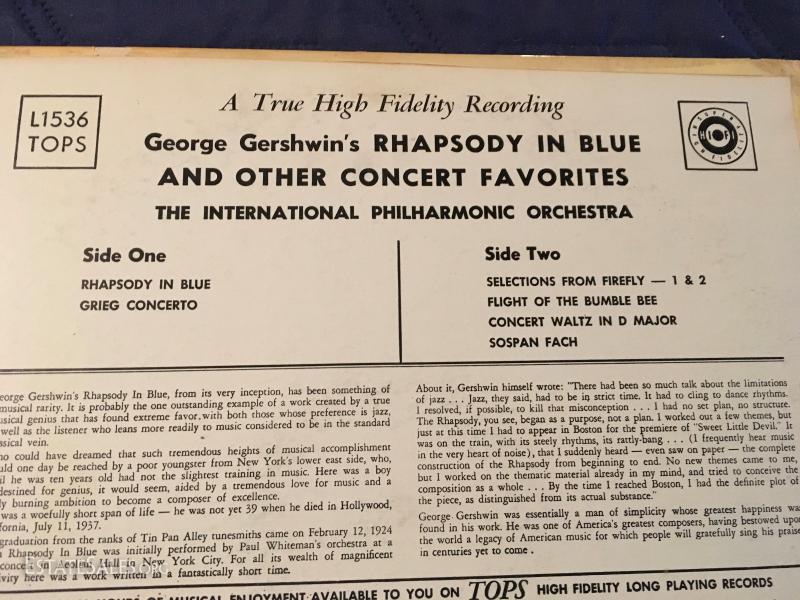 L1536
TOPS
A True High Fidelity Recording
George Gershwin's RHAPSODY IN BLUE
AND OTHER CONCERT FAVORITES
THE INTERNATIONAL PHILHARMONIC ORCHESTRA
SUPER
HI FI
HIGH FIDELITY
Side One
RHAPSODY IN BLUE
GRIEG CONCERTO
Side Two
SELECTIONS FROM FIREFLY — 1 & 2
FLIGHT OF THE BUMBLE BEE
CONCERT WALTZ IN D MAJOR
SOSPAN FACH
eorge Gershwin's Rhapsody In Blue, from its very inception, has been something of
musical rarity. It is probably the one outstanding example of a work created by a true
usical genius that has found extreme favor with both those whose preference is jazz,
well as the listener who leans more readily to music considered to be in the standard
ssical vein.
ho could have dreamed that such tremendous heights of musical accomplishment
uld one day be reached by a poor youngster from New York's lower east side, who,
il he was ten years old had not the slightest training in music. Here was a boy
destined for genius, it would seem, aided by a tremendous love for music and a
ly burning ambition to become a composer of excellence.
was a woefully short span of life — he was not yet 39 when he died in Hollywood,
fornia, July 11, 1937.
graduation from the ranks of Tin Pan Alley tunesmiths came on February 12, 1924
n Rhapsody In Blue was initially performed by Paul Whiteman's orchestra at a
concert in Aeolian Hall in New York City. For all its wealth of magnificent
ivity here was a work written in a fantastically short time.
About it, Gershwin himself wrote: "There had been so much talk about the limitations
of jazz . . . Jazz, they said, had to be in strict time. It had to cling to dance rhythms.
I resolved, if possible, to kill that misconception . . . I had no set plan, no structure.
The Rhapsody, you see, began as a purpose, not a plan. I worked out a few themes, but
just at this time I had to appear in Boston for the premiere of "Sweet Little Devil." It
was on the train, with its steely rhythms, its rattly-bang . . . (I frequently hear music
in the very heart of noise), that I suddenly heard — even saw on paper — the complete
construction of the Rhapsody from beginning to end. No new themes came to me,
but I worked on the thematic material already in my mind, and tried to conceive the
composition as a whole . . . By the time I reached Boston, I had the definite plot of
the piece, as distinguished from its actual substance."
George Gershwin was essentially a man of simplicity whose greatest happiness was
found in his work. He was one of America's greatest composers, having bestowed upon
the world a legacy of American music for which people will gratefully sing his praise
in centuries yet to come .
OF MUSICAL ENJOYMENT AVAILABLE TO YOU ON TOPS HIGH FIDELITY LONG PLAYING RECORDS
ESTATESALES.ORG